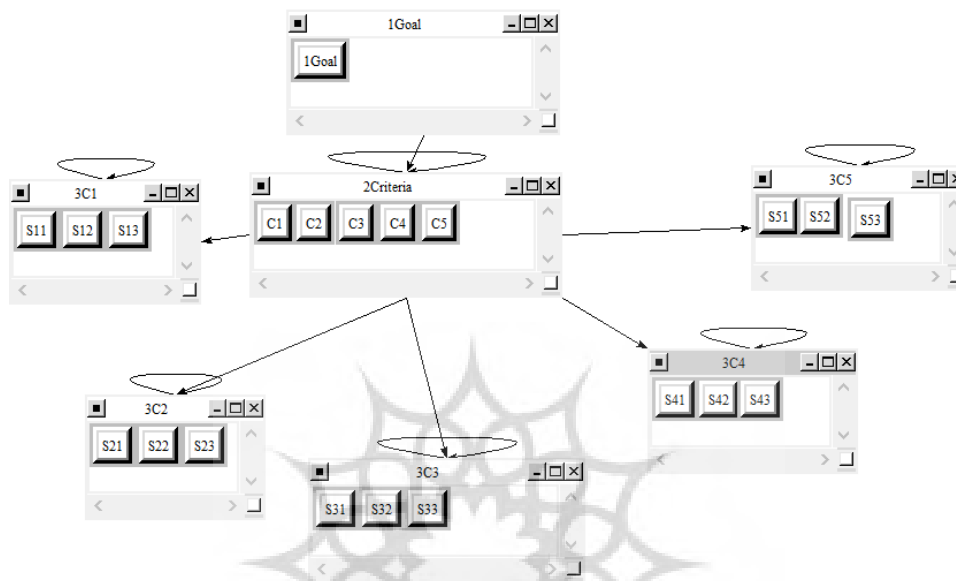 1Goal
1Goal
3C1
S11 S12 S13
2Criteria
C1 C2 C3 C4 C5
3C5
S51 S52 S53
3C2
S21 S22 S23
3C3
S31 S32 S33
3C4
S41 S42 S43